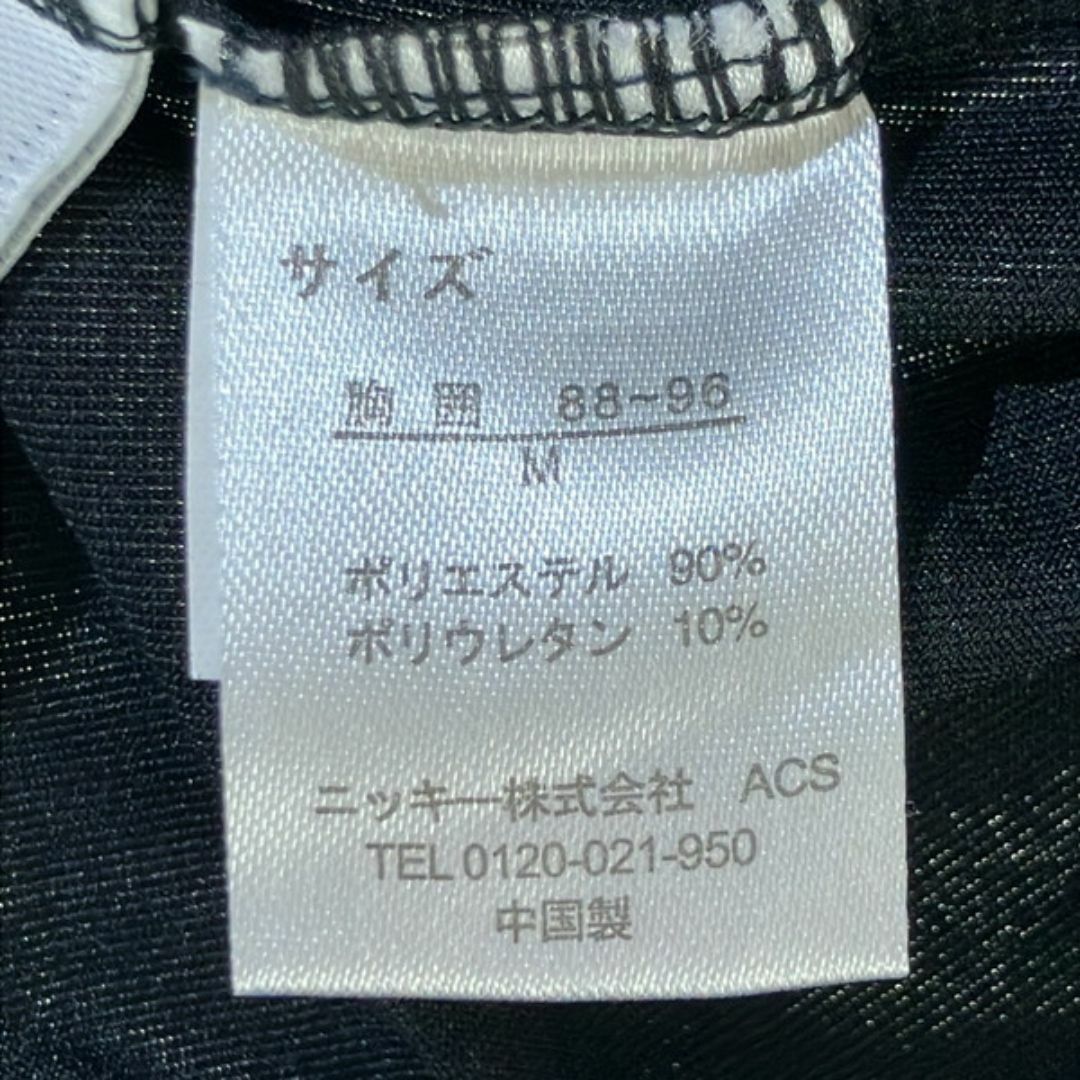 サイズ
胸囲 88~96
M
ポリエステル 90%
ポリウレタン 10%
ニッキー株式会社 ACS
TEL 0120-021-950
中国製